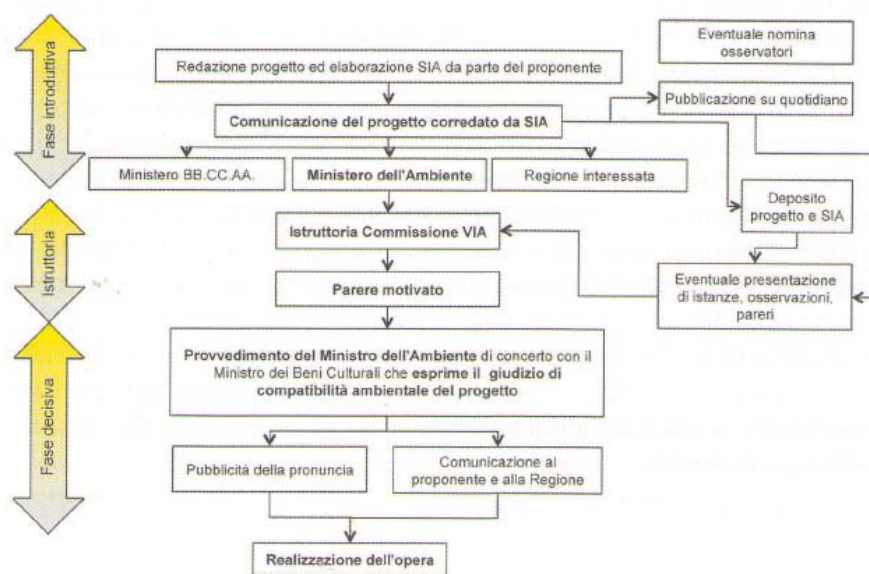 Fase introduttiva
Eventuale nomina
osservatori
Redazione progetto ed elaborazione SIA da parte del proponente
Pubblicazione su quotidiano
Comunicazione del progetto corredato da SIA
Ministero BB.CC.AA.
Ministero dell'Ambiente
Regione interessata
Deposito
progetto e SIA
Istruttoria
Istruttoria Commissione VIA
Eventuale presentazione
di istanze, osservazioni,
pareri
Parere motivato
Fase decisiva
Provvedimento del Ministro dell'Ambiente di concerto con il
Ministro dei Beni Culturali che esprime il giudizio di
compatibilità ambientale del progetto
Pubblicità della pronuncia
Comunicazione al
proponente e alla Regione
Realizzazione dell'opera